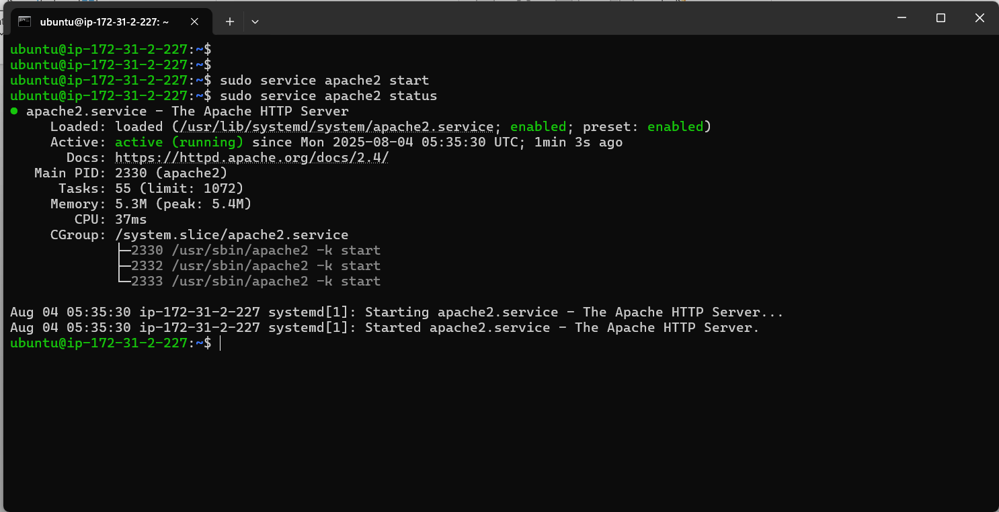 ubuntu@ip-172-31-2-227: ~
ubuntu@ip-172-31-2-227:~$
ubuntu@ip-172-31-2-227:~$
ubuntu@ip-172-31-2-227:~$ sudo service apache2 start
ubuntu@ip-172-31-2-227:~$ sudo service apache2 status
● apache2.service - The Apache HTTP Server
     Loaded: loaded (/usr/lib/systemd/system/apache2.service; enabled; preset: enabled)
     Active: active (running) since Mon 2025-08-04 05:35:30 UTC; 1min 3s ago
       Docs: https://httpd.apache.org/docs/2.4/
   Main PID: 2330 (apache2)
      Tasks: 55 (limit: 1072)
     Memory: 5.3M (peak: 5.4M)
        CPU: 37ms
     CGroup: /system.slice/apache2.service
             ├─2330 /usr/sbin/apache2 -k start
             ├─2332 /usr/sbin/apache2 -k start
             └─2333 /usr/sbin/apache2 -k start
Aug 04 05:35:30 ip-172-31-2-227 systemd[1]: Starting apache2.service - The Apache HTTP Server...
Aug 04 05:35:30 ip-172-31-2-227 systemd[1]: Started apache2.service - The Apache HTTP Server.
ubuntu@ip-172-31-2-227:~$